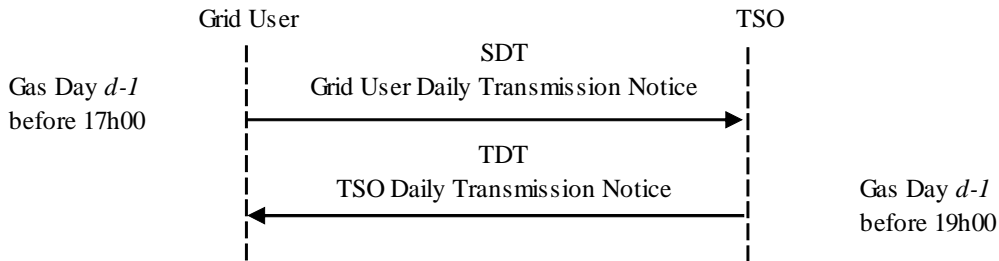 Grid User
TSO
SDT
Gas Day d-1
Grid User Daily Transmission Notice
before 17h00
TDT
TSO Daily Transmission Notice
Gas Day d-1
before 19h00